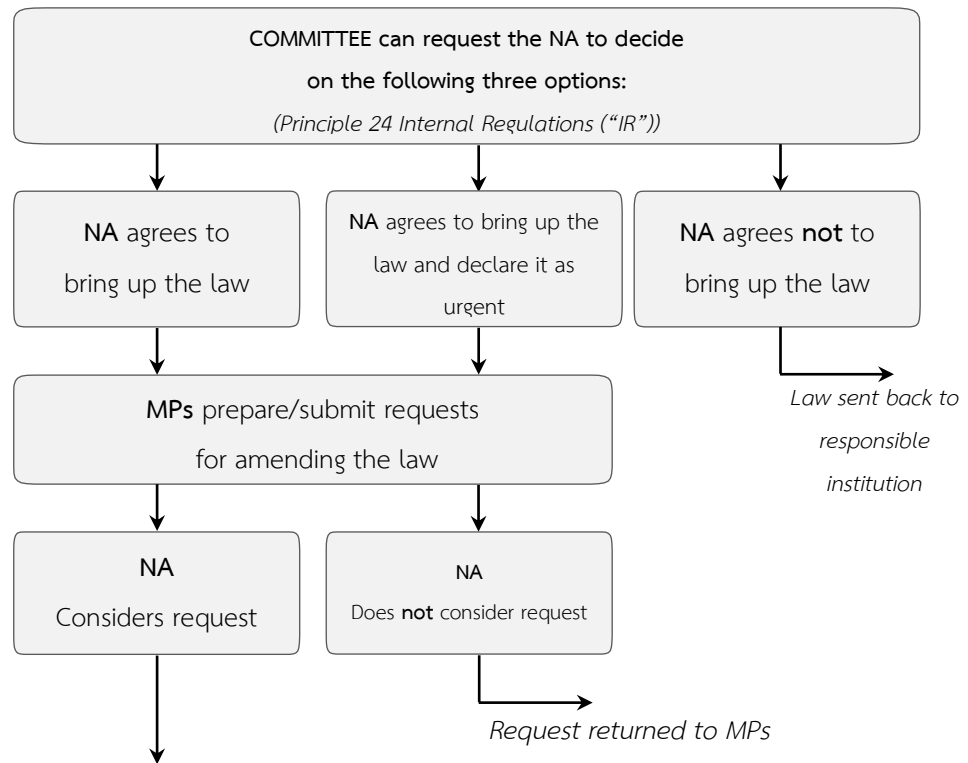 COMMITTEE can request the NA to decide
on the following three options:
(Principle 24 Internal Regulations (“IR”))
NA agrees to
bring up the law
NA agrees to bring up the
law and declare it as
urgent
NA agrees not to
bring up the law
MPs prepare/submit requests
for amending the law
Law sent back to
responsible
institution
NA
Considers request
NA
Does not consider request
Request returned to MPs